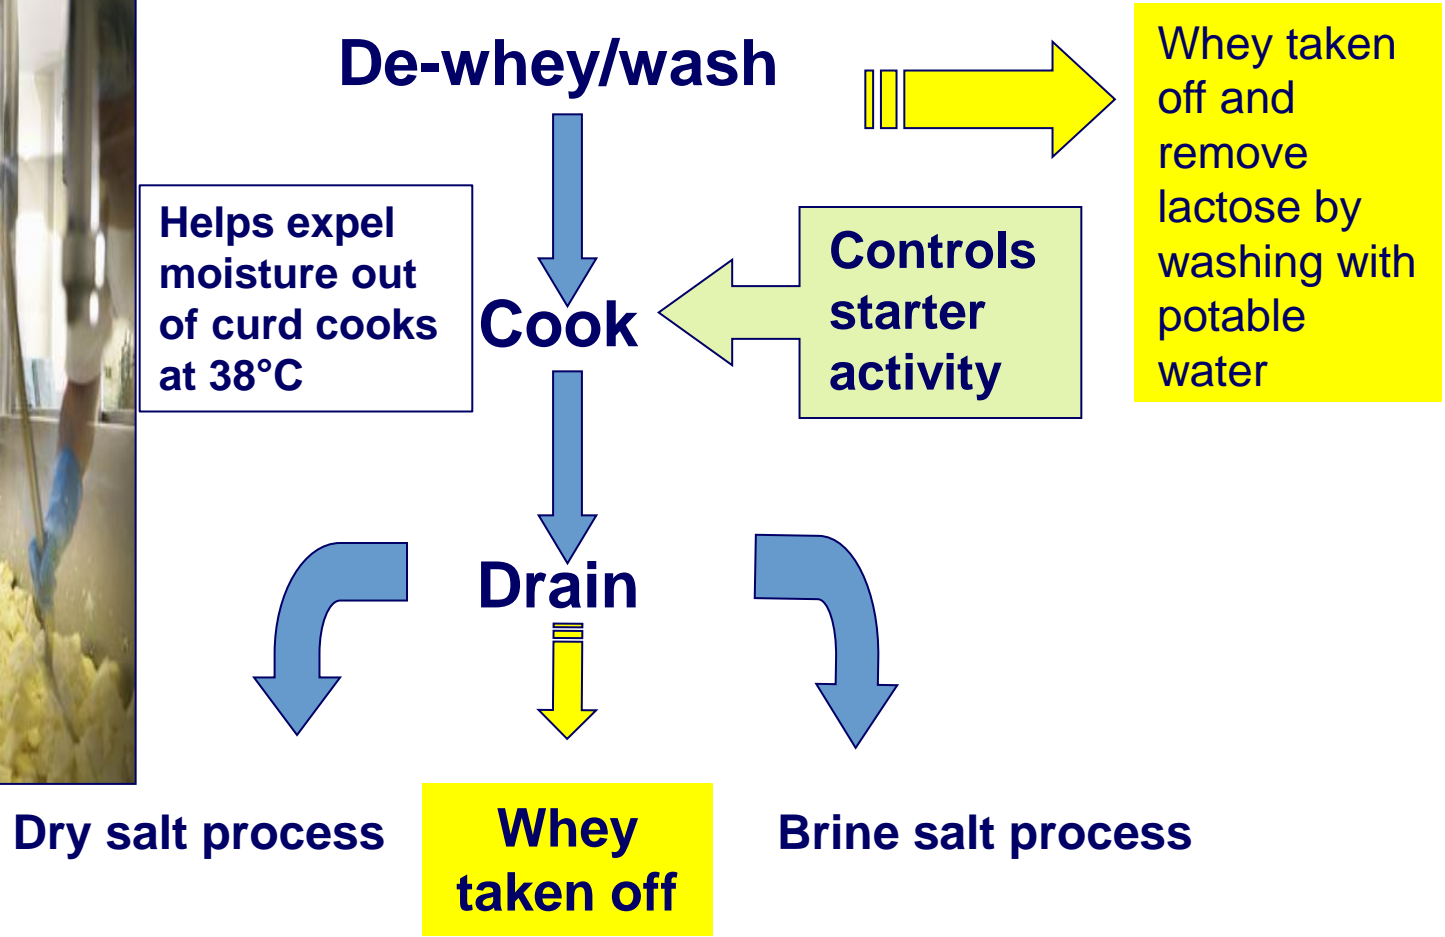 De-whey/wash
Whey taken
off and
remove
lactose by
washing with
potable
water
Helps expel
moisture out
of curd cooks
at 38°C
Cook
Controls
starter
activity
Drain
Dry salt process
Whey
taken off
Brine salt process